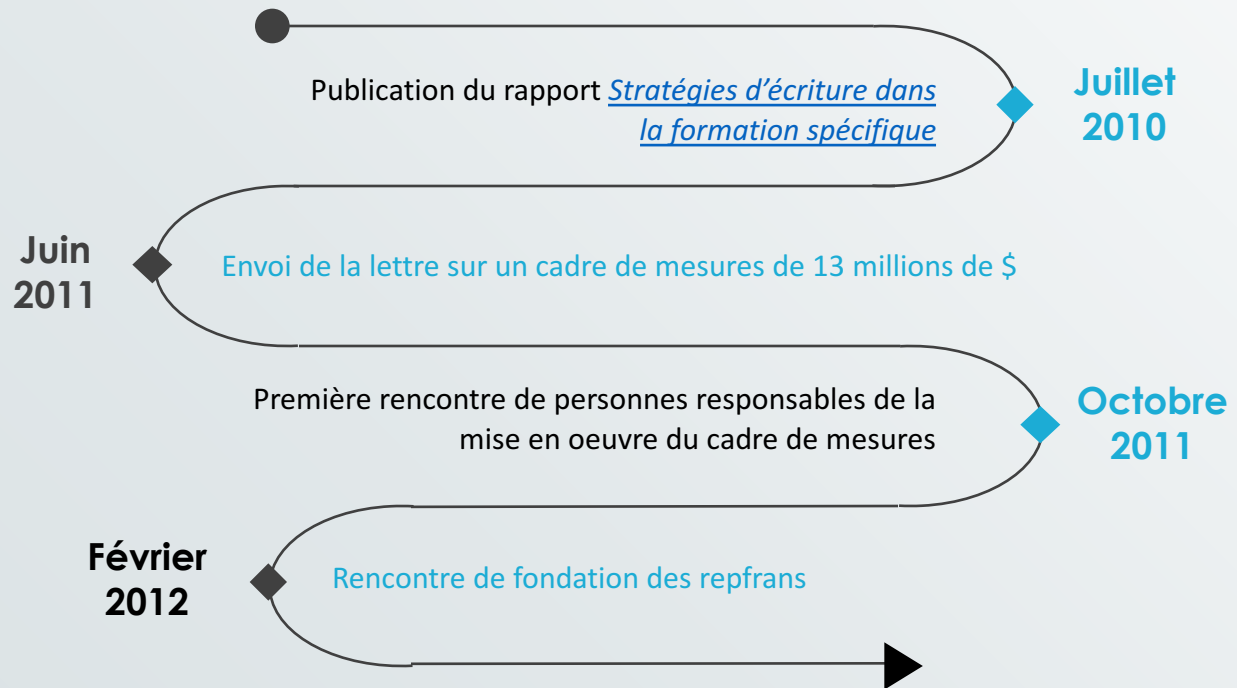 Publication du rapport Stratégies d’écriture dans
la formation spécifique
Juillet
2010
Juin
2011
Envoi de la lettre sur un cadre de mesures de 13 millions de $
Première rencontre de personnes responsables de la
mise en oeuvre du cadre de mesures
Octobre
2011
Février
2012
Rencontre de fondation des repfrans